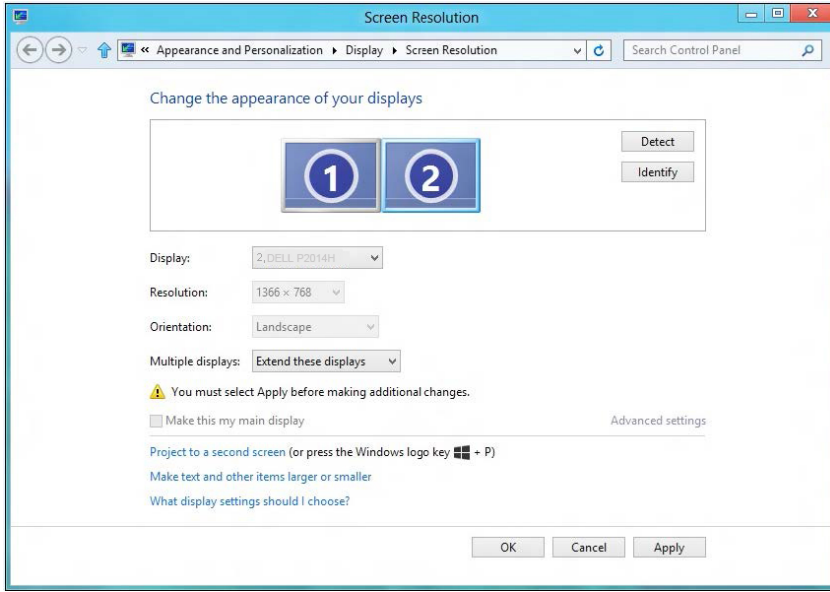 Screen Resolution
« Appearance and Personalization ▸ Display ▸ Screen Resolution
Search Control Panel
Change the appearance of your displays
1 2
Detect
Identify
Display: 2,DELL P2014H
Resolution: 1366 × 768
Orientation: Landscape
Multiple displays: Extend these displays
You must select Apply before making additional changes.
Make this my main display
Advanced settings
Project to a second screen (or press the Windows logo key + P)
Make text and other items larger or smaller
What display settings should I choose?
OK Cancel Apply